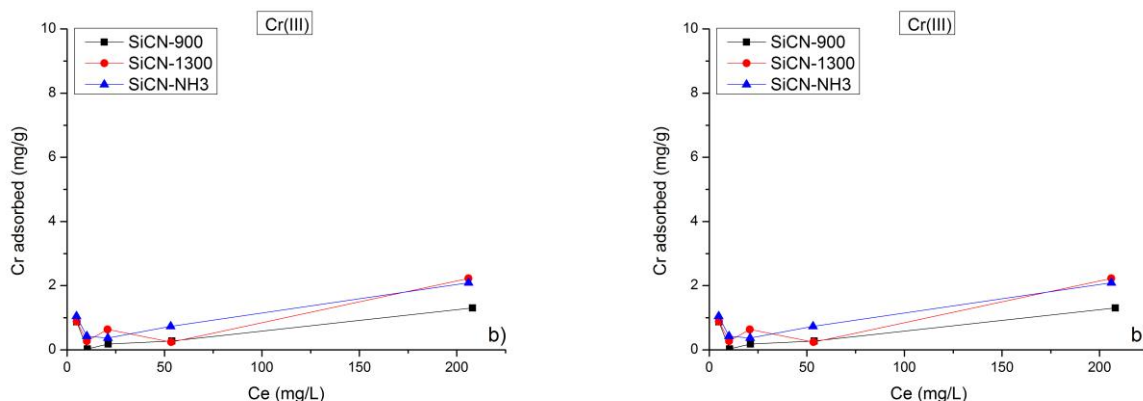 Cr(III)
SiCN-900
SiCN-1300
SiCN-NH3
10
8
6
4
2
0
Cr adsorbed (mg/g)
b)
0 50 100 150 200
Ce (mg/L)
Cr(III)
SiCN-900
SiCN-1300
SiCN-NH3
10
8
6
4
2
0
Cr adsorbed (mg/g)
b
0 50 100 150 200
Ce (mg/L)